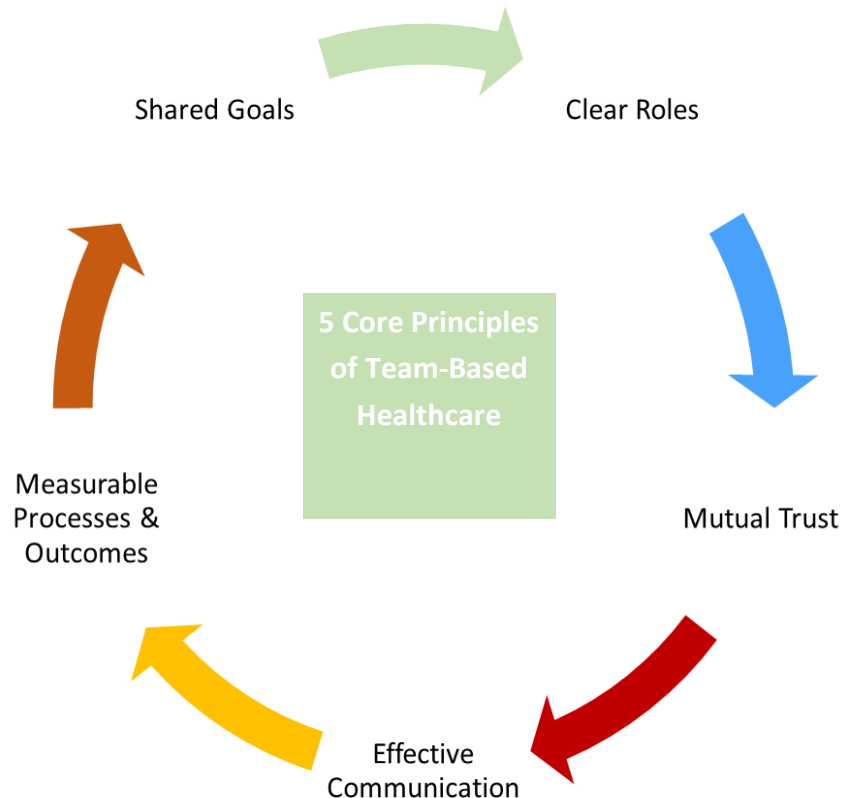 Shared Goals
Clear Roles
5 Core Principles
of Team-Based
Healthcare
Measurable
Processes &
Outcomes
Mutual Trust
Effective
Communication